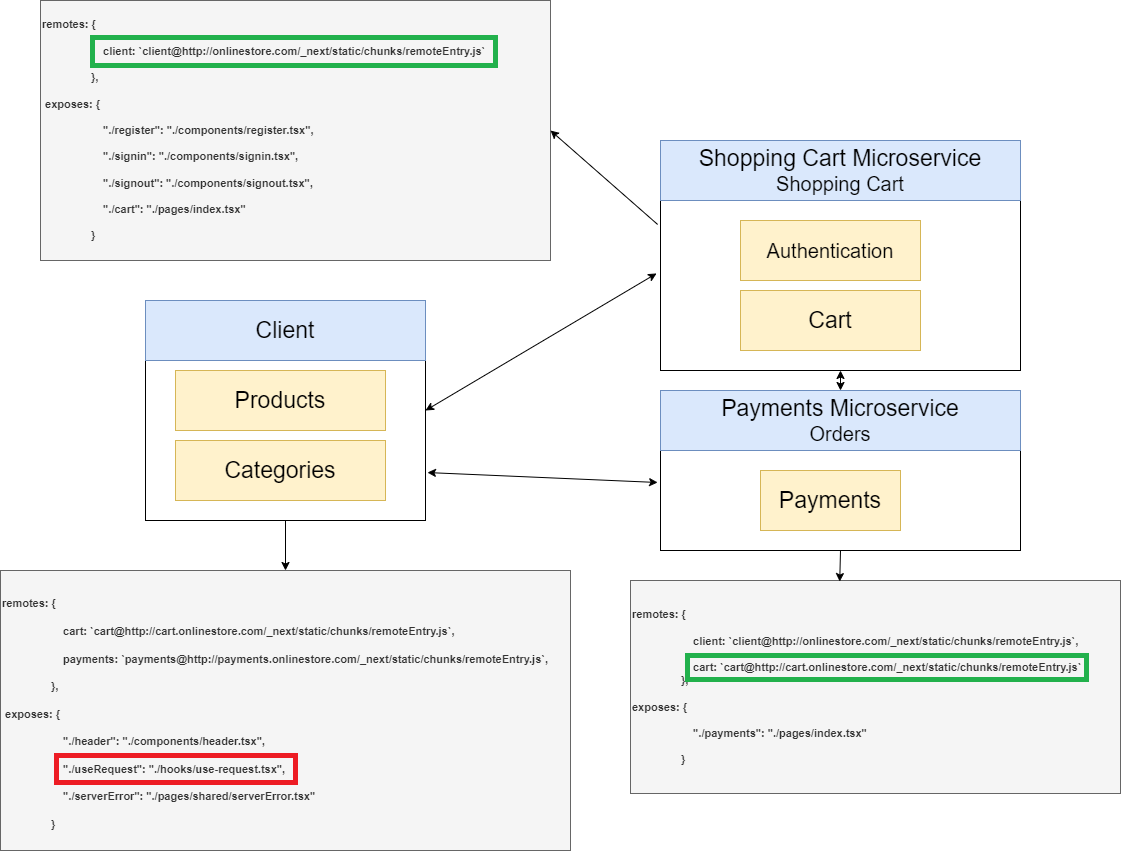 remotes: {
client: `client@http://onlinestore.com/_next/static/chunks/remoteEntry.js`
},
exposes: {
"./register": "./components/register.tsx",
"./signin": "./components/signin.tsx",
"./signout": "./components/signout.tsx",
"./cart": "./pages/index.tsx"
}
Shopping Cart Microservice
Shopping Cart
Authentication
Cart
Client
Products
Categories
Payments Microservice
Orders
Payments
remotes: {
cart: `cart@http://cart.onlinestore.com/_next/static/chunks/remoteEntry.js`,
payments: `payments@http://payments.onlinestore.com/_next/static/chunks/remoteEntry.js`,
},
exposes: {
"./header": "./components/header.tsx",
"./useRequest": "./hooks/use-request.tsx",
"./serverError": "./pages/shared/serverError.tsx"
}
remotes: {
client: `client@http://onlinestore.com/_next/static/chunks/remoteEntry.js`,
cart: `cart@http://cart.onlinestore.com/_next/static/chunks/remoteEntry.js`
},
exposes: {
"./payments": "./pages/index.tsx"
}